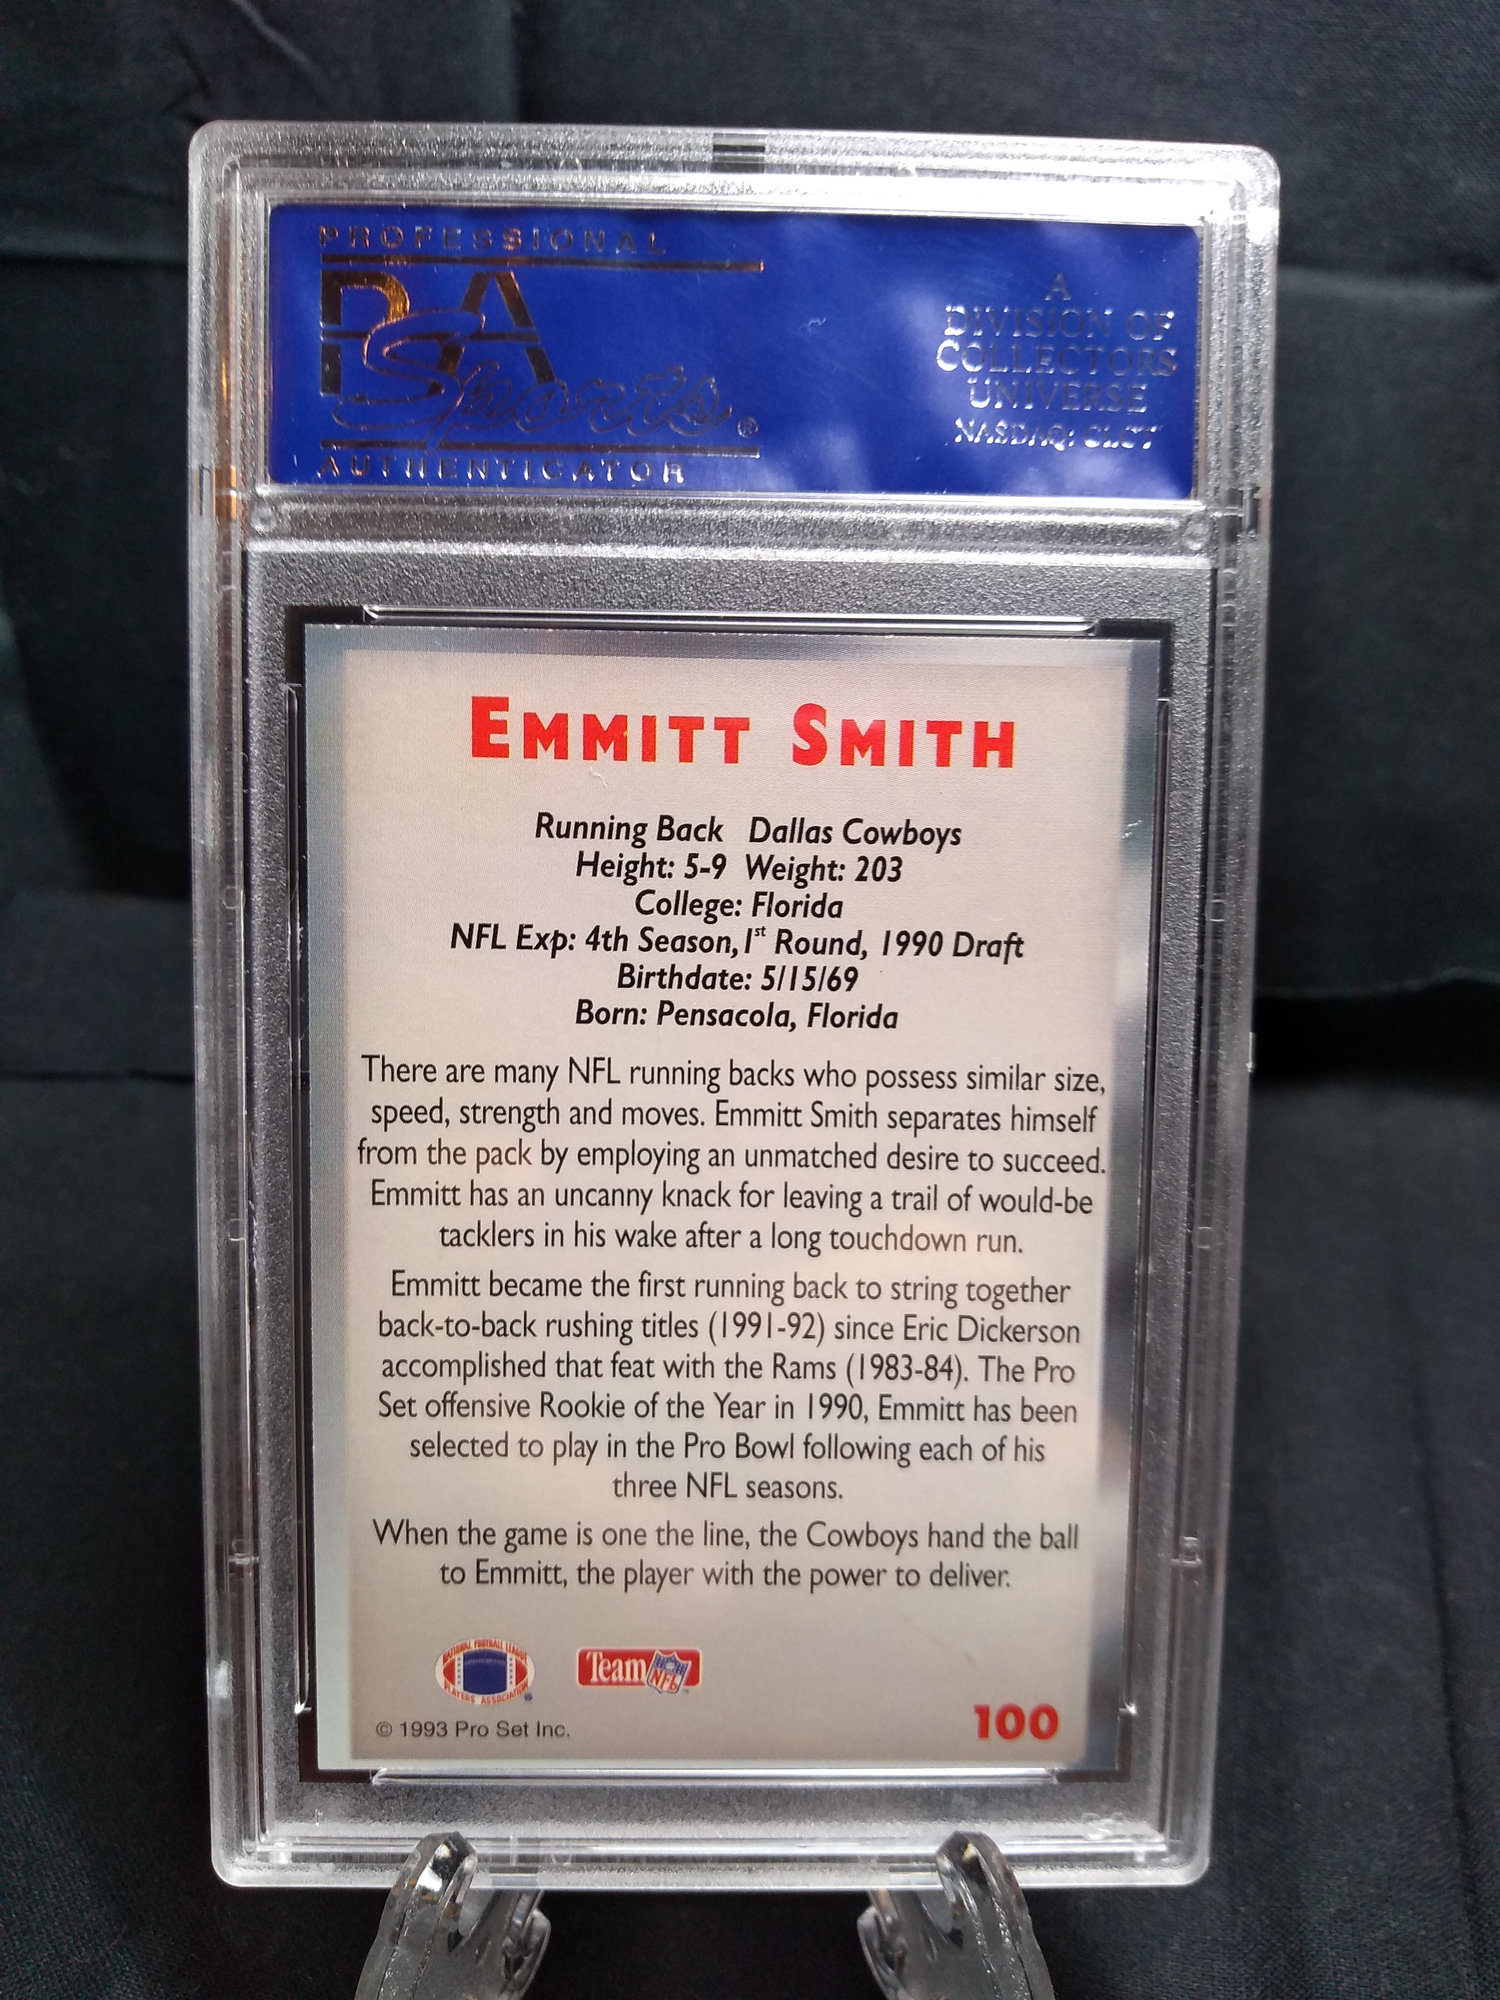 PROFESSIONAL
PSA
Sports®
AUTHENTICATOR
A
DIVISION OF
COLLECTORS
UNIVERSE
NASDAQ: CLCT
EMMITT SMITH
Running Back Dallas Cowboys
Height: 5-9 Weight: 203
College: Florida
NFL Exp: 4th Season, 1st Round, 1990 Draft
Birthdate: 5/15/69
Born: Pensacola, Florida
There are many NFL running backs who possess similar size,
speed, strength and moves. Emmitt Smith separates himself
from the pack by employing an unmatched desire to succeed.
Emmitt has an uncanny knack for leaving a trail of would-be
tacklers in his wake after a long touchdown run.
Emmitt became the first running back to string together
back-to-back rushing titles (1991-92) since Eric Dickerson
accomplished that feat with the Rams (1983-84). The Pro
Set offensive Rookie of the Year in 1990, Emmitt has been
selected to play in the Pro Bowl following each of his
three NFL seasons.
When the game is one the line, the Cowboys hand the ball
to Emmitt, the player with the power to deliver.
NATIONAL FOOTBALL LEAGUE
PLAYERS ASSOCIATION
Team NFL
© 1993 Pro Set Inc.
100